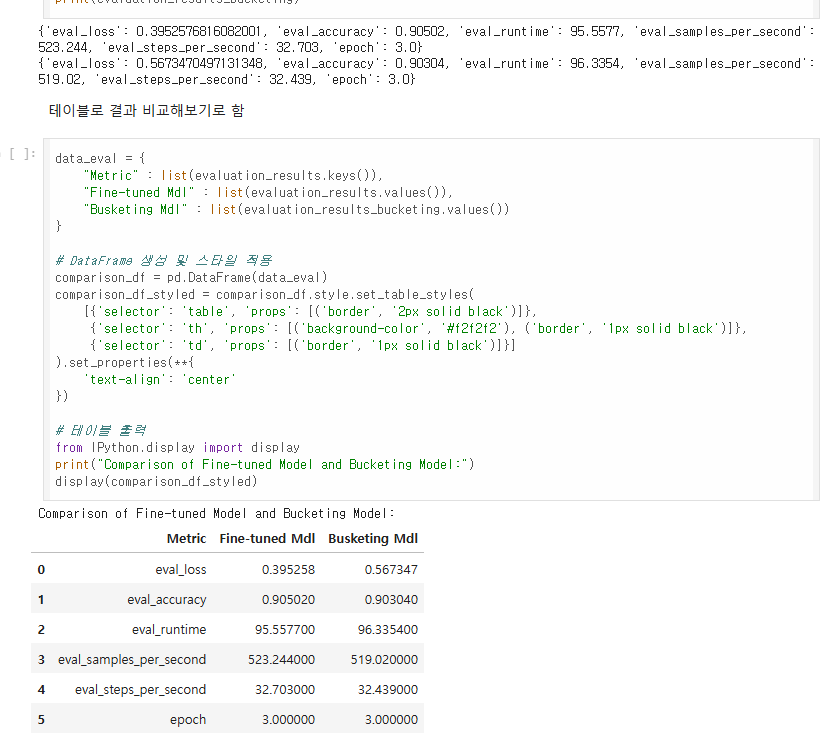 print(evaluation_results_bucketing)
{'eval_loss': 0.3952576816082001, 'eval_accuracy': 0.90502, 'eval_runtime': 95.5577, 'eval_samples_per_second':
523.244, 'eval_steps_per_second': 32.703, 'epoch': 3.0}
{'eval_loss': 0.5673470497131348, 'eval_accuracy': 0.90304, 'eval_runtime': 96.3354, 'eval_samples_per_second':
519.02, 'eval_steps_per_second': 32.439, 'epoch': 3.0}
테이블로 결과 비교해보기로 함
[ ]:
data_eval = {
"Metric" : list(evaluation_results.keys()),
"Fine-tuned Mdl" : list(evaluation_results.values()),
"Busketing Mdl" : list(evaluation_results_bucketing.values())
}
# DataFrame 생성 및 스타일 적용
comparison_df = pd.DataFrame(data_eval)
comparison_df_styled = comparison_df.style.set_table_styles(
[{'selector': 'table', 'props': [('border', '2px solid black')]},
{'selector': 'th', 'props': [('background-color', '#f2f2f2'), ('border', '1px solid black')]},
{'selector': 'td', 'props': [('border', '1px solid black')]}]
).set_properties(**{
'text-align': 'center'
})
# 테이블 출력
from IPython.display import display
print("Comparison of Fine-tuned Model and Bucketing Model:")
display(comparison_df_styled)
Comparison of Fine-tuned Model and Bucketing Model:
Metric Fine-tuned Mdl Busketing Mdl
0 eval_loss 0.395258 0.567347
1 eval_accuracy 0.905020 0.903040
2 eval_runtime 95.557700 96.335400
3 eval_samples_per_second 523.244000 519.020000
4 eval_steps_per_second 32.703000 32.439000
5 epoch 3.000000 3.000000